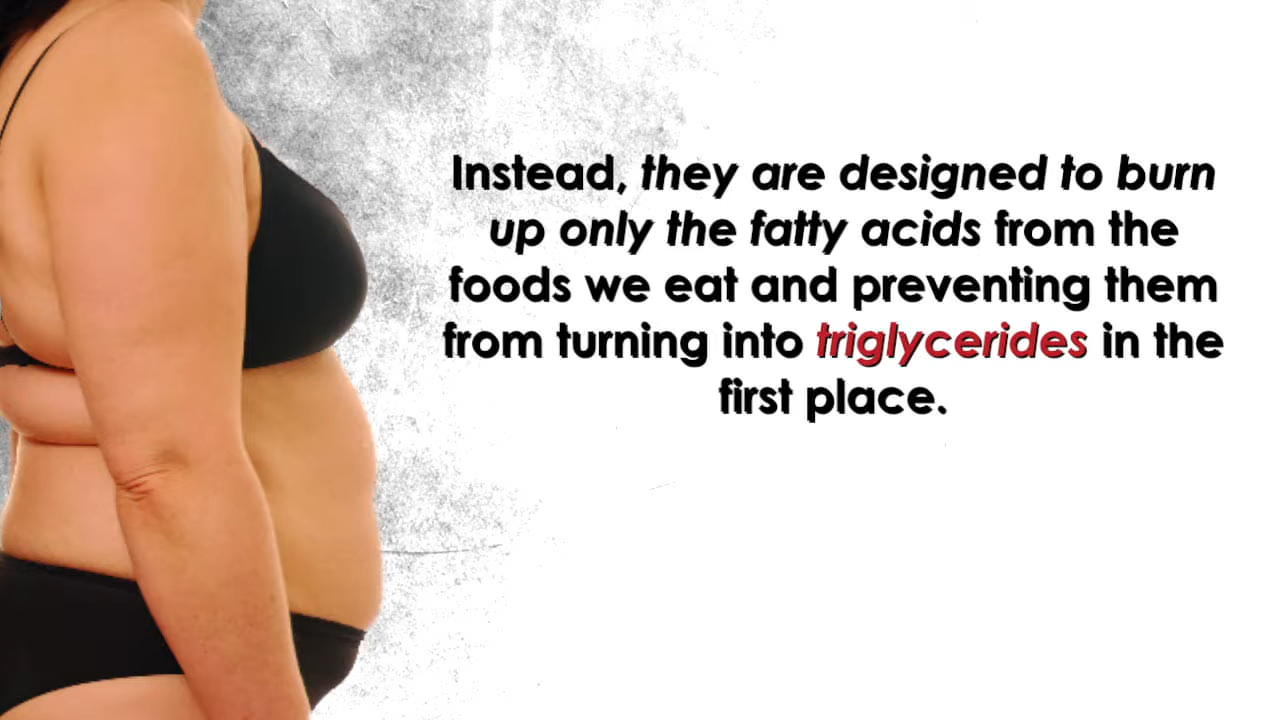 Instead, they are designed to burn
up only the fatty acids from the
foods we eat and preventing them
from turning into triglycerides in the
first place.